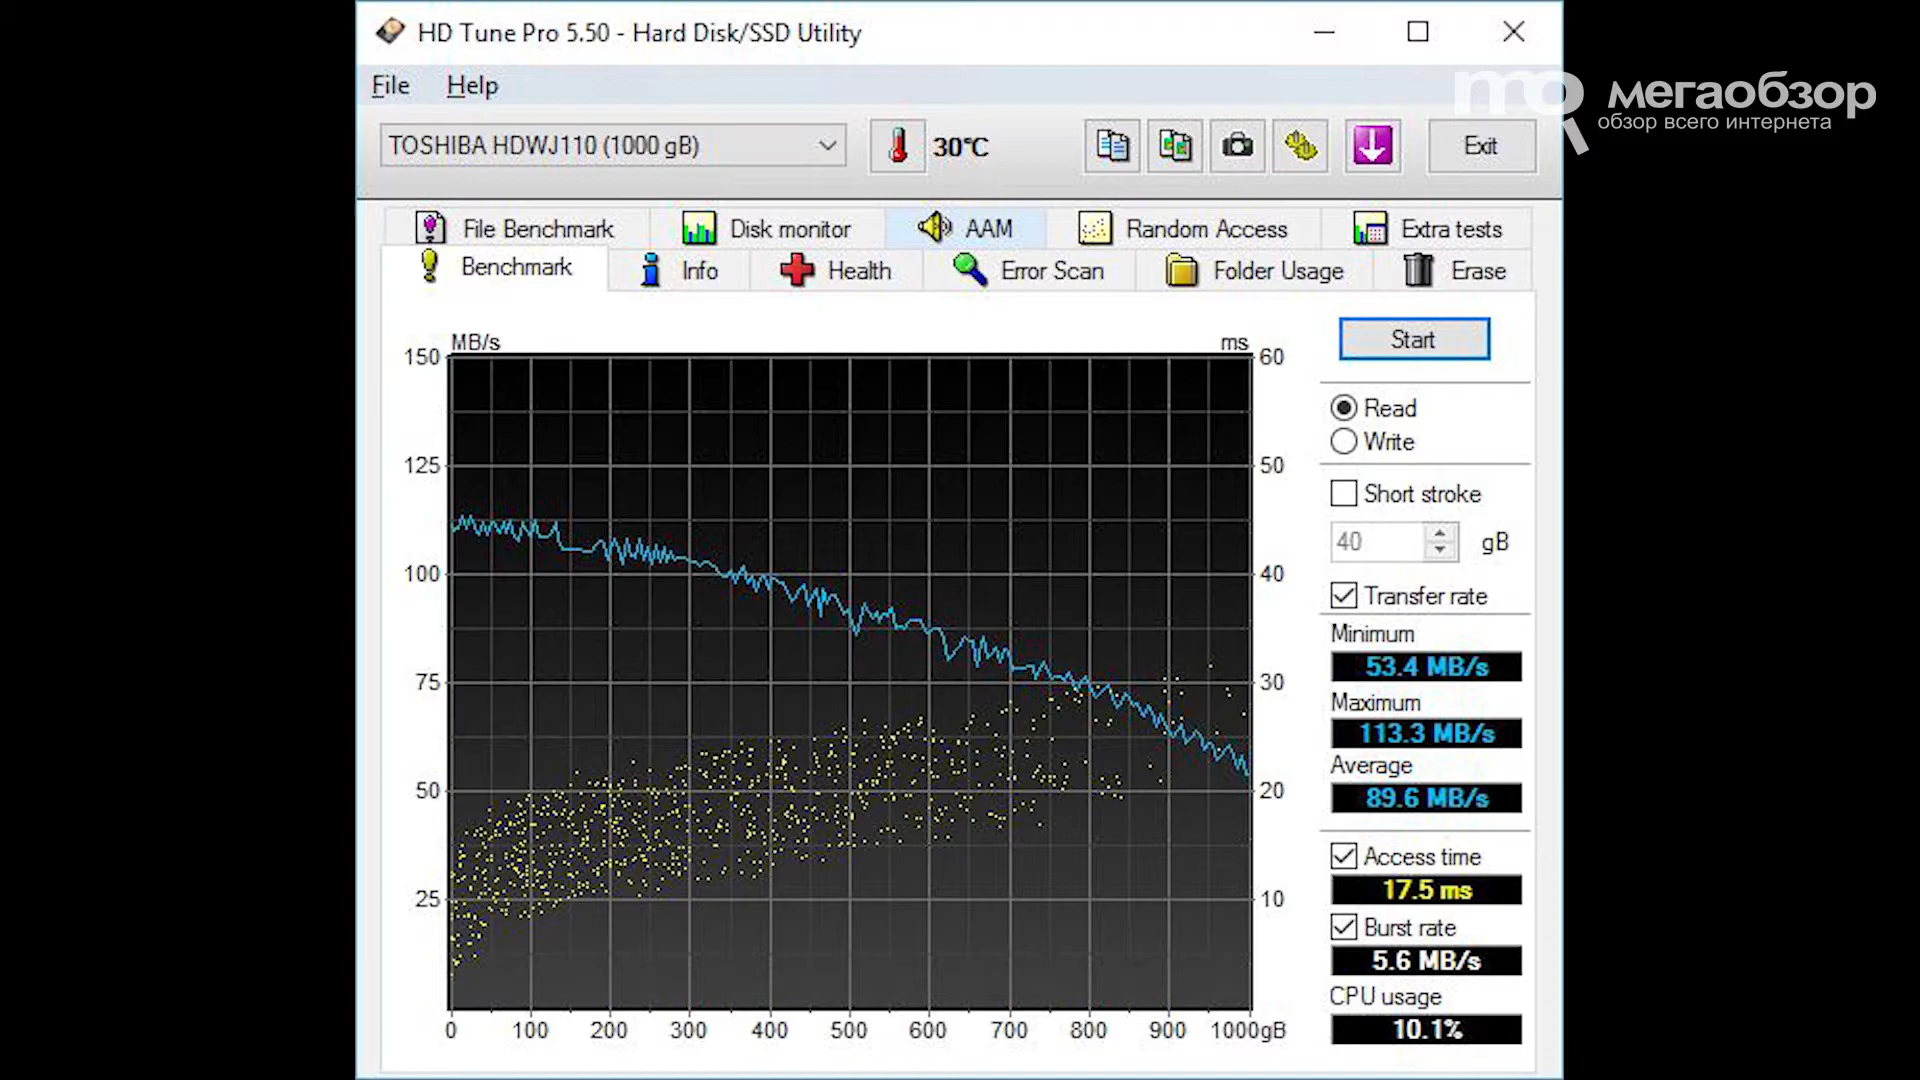 HD Tune Pro 5.50 - Hard Disk/SSD Utility
File Help
мегаобзор
обзор всего интернета
TOSHIBA HDWJ110 (1000 gB)
30°C
Exit
File Benchmark Disk monitor AAM Random Access Extra tests
Benchmark Info Health Error Scan Folder Usage Erase
MB/s ms
150 125 100 75 50 25
60 50 40 30 20 10
0 100 200 300 400 500 600 700 800 900 1000gB
Start
Read
Write
Short stroke
40 gB
Transfer rate
Minimum
53.4 MB/s
Maximum
113.3 MB/s
Average
89.6 MB/s
Access time
17.5 ms
Burst rate
5.6 MB/s
CPU usage
10.1%